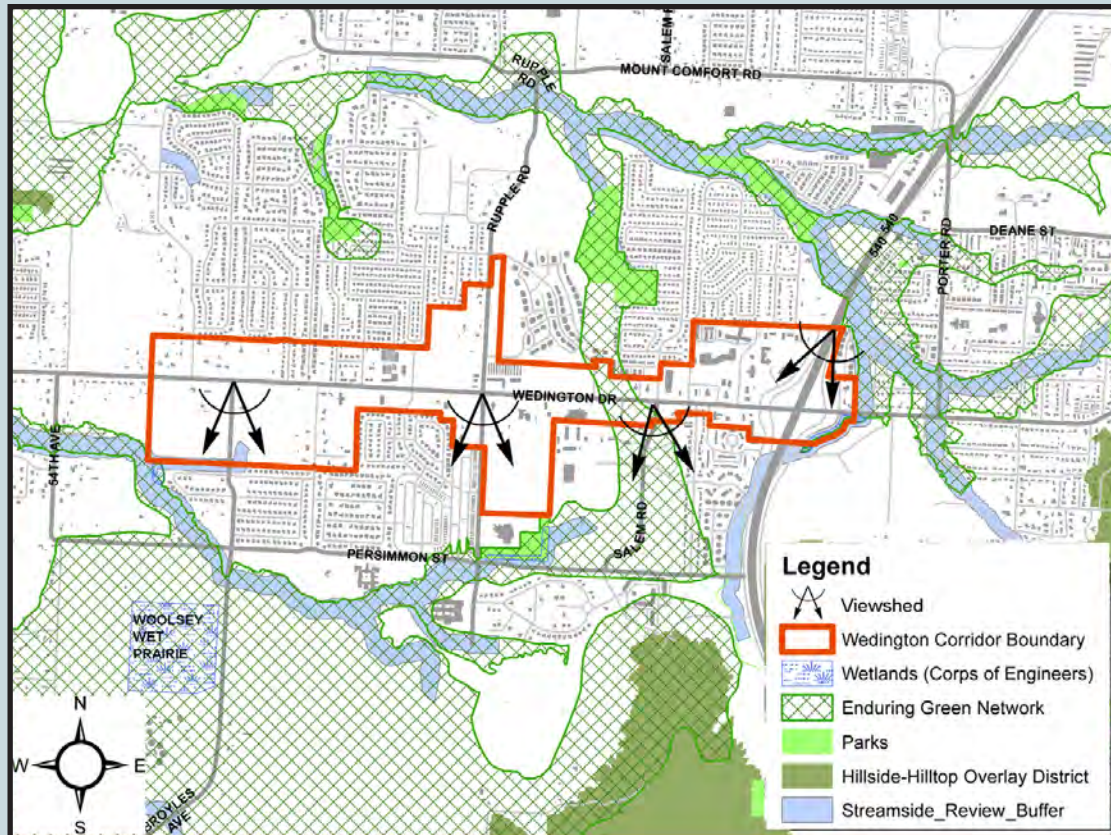 SALEM R
MOUNT COMFORT RD
RUPPLE
RD
RUPPLE RD
540 540
DEANE ST
PORTER RD
WEDINGTON DR
54TH AVE
SALEM RD
PERSIMMON ST
WOOLSEY
WET
PRAIRIE
BROYLES
AVE
N
W
E
S
Legend
Viewshed
Wedington Corridor Boundary
Wetlands (Corps of Engineers)
Enduring Green Network
Parks
Hillside-Hilltop Overlay District
Streamside_Review_Buffer